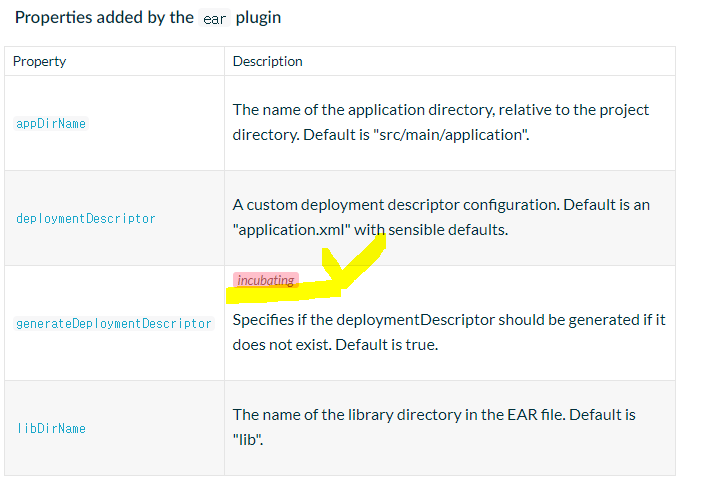 Properties added by the ear plugin
Property
Description
appDirName
The name of the application directory, relative to the project
directory. Default is "src/main/application".
deploymentDescriptor
A custom deployment descriptor configuration. Default is an
"application.xml" with sensible defaults.
generateDeploymentDescriptor
incubating
Specifies if the deploymentDescriptor should be generated if it
does not exist. Default is true.
libDirName
The name of the library directory in the EAR file. Default is
"lib".